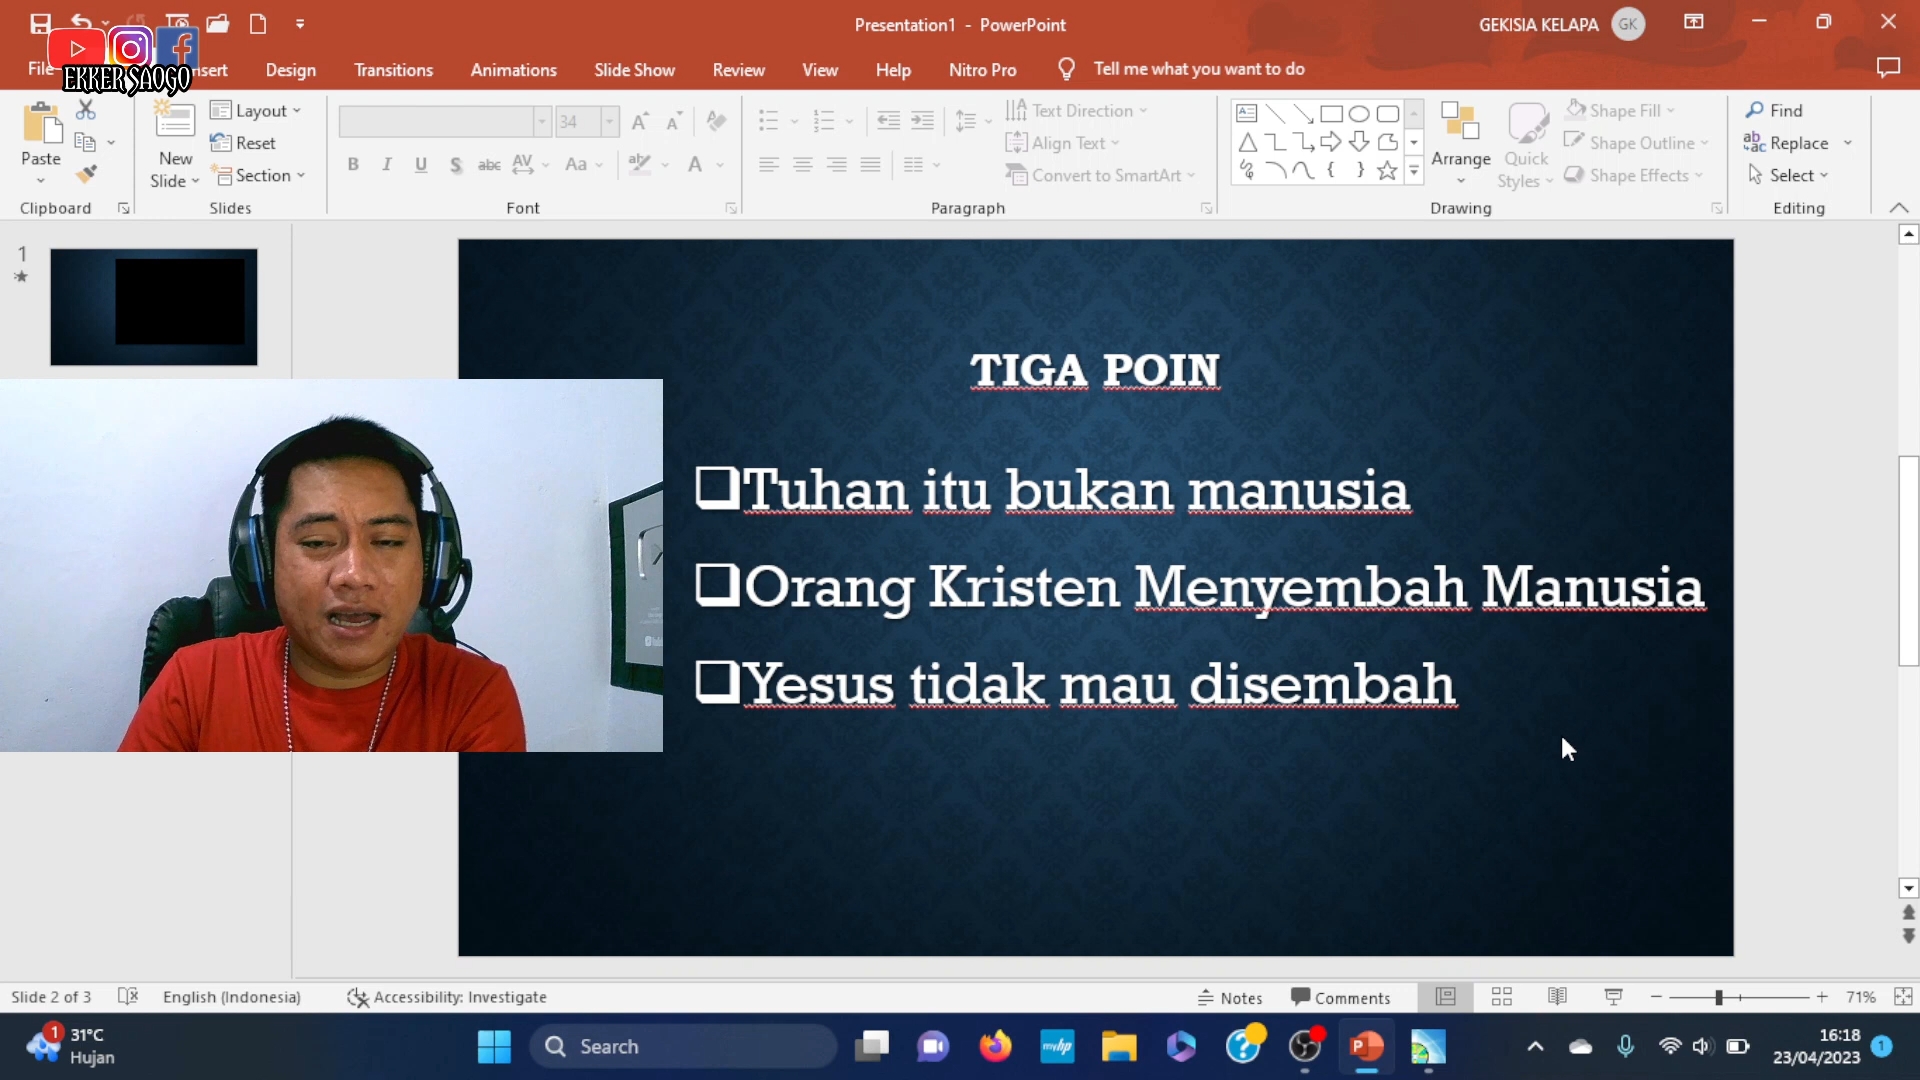 Presentation1 - PowerPoint
GEKISIA KELAPA
GK
EKKER SAOGO
File
Insert
Design
Transitions
Animations
Slide Show
Review
View
Help
Nitro Pro
Tell me what you want to do
Paste
Clipboard
New Slide
Layout
Reset
Section
Slides
34
Font
Text Direction
Align Text
Convert to SmartArt
Paragraph
Arrange
Quick Styles
Shape Fill
Shape Outline
Shape Effects
Drawing
Find
Replace
Select
Editing
1
TIGA POIN
Tuhan itu bukan manusia
Orang Kristen Menyembah Manusia
Yesus tidak mau disembah
Slide 2 of 3
English (Indonesia)
Accessibility: Investigate
Notes
Comments
71%
1
31°C
Hujan
Search
myhp
16:18
23/04/2023
1